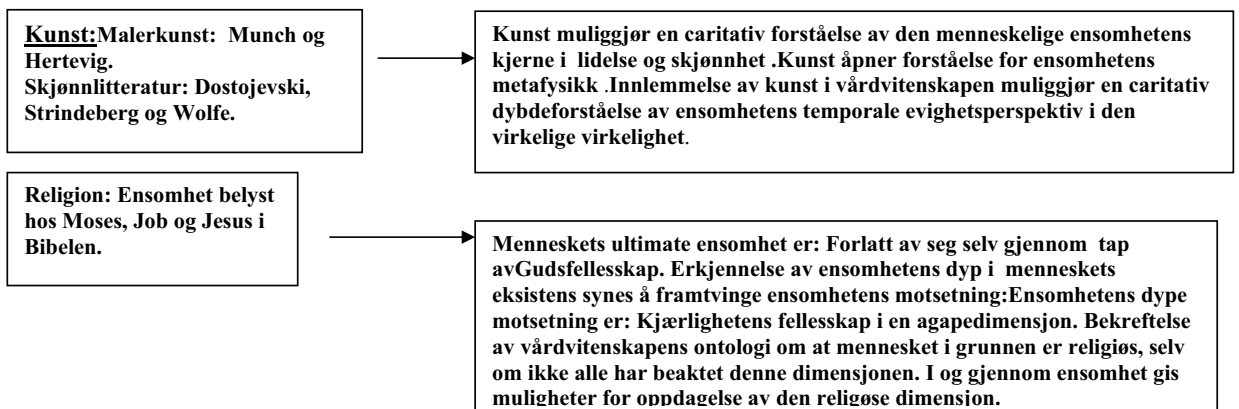 Kunst:Malerkunst: Munch og
Hertevig.
Skjønnlitteratur: Dostojevski,
Strindeberg og Wolfe.
Kunst muliggjør en caritativ forståelse av den menneskelige ensomhetens
kjerne i lidelse og skjønnhet .Kunst åpner forståelse for ensomhetens
metafysikk .Innlemmelse av kunst i vårdvitenskapen muliggjør en caritativ
dybdeforståelse av ensomhetens temporale evighetsperspektiv i den
virkelige virkelighet.
Religion: Ensomhet belyst
hos Moses, Job og Jesus i
Bibelen.
Menneskets ultimate ensomhet er: Forlatt av seg selv gjennom tap
avGudsfellesskap. Erkjennelse av ensomhetens dyp i menneskets
eksistens synes å framtvinge ensomhetens motsetning:Ensomhetens dype
motsetning er: Kjærlighetens fellesskap i en agapedimensjon. Bekreftelse
av vårdvitenskapens ontologi om at mennesket i grunnen er religiøs, selv
om ikke alle har beaktet denne dimensjonen. I og gjennom ensomhet gis
muligheter for oppdagelse av den religøse dimensjon.